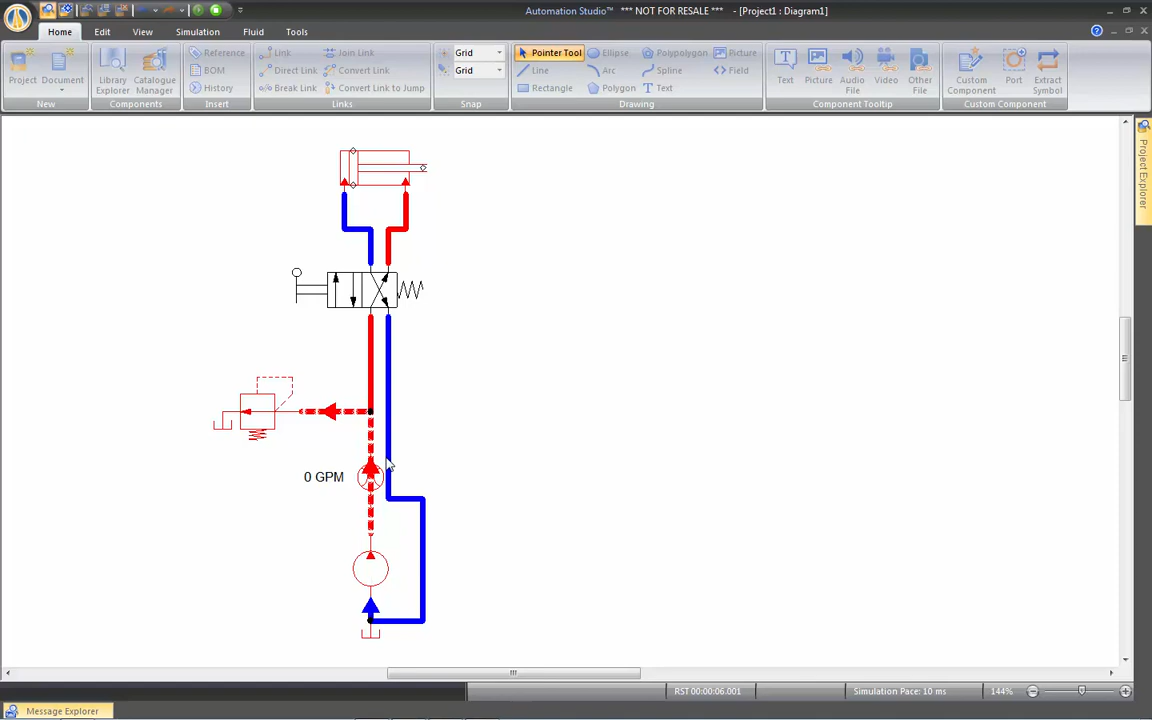 Automation Studio™ *** NOT FOR RESALE *** - [Project1 : Diagram1]
Home Edit View Simulation Fluid Tools
Project
Document
New
Library Explorer
Catalogue Manager
Components
Reference
BOM
History
Insert
Link
Direct Link
Break Link
Join Link
Convert Link
Convert Link to Jump
Links
Grid
Grid
Snap
Pointer Tool
Line
Rectangle
Ellipse
Arc
Polygon
Polypolygon
Spline
Text
Picture
Field
Drawing
Text
Picture
Audio File
Video
Other File
Component Tooltip
Custom Component
Port
Extract Symbol
Custom Component
Project Explorer
0 GPM
RST 00:00:06.001
Simulation Pace: 10 ms
144%
Message Explorer